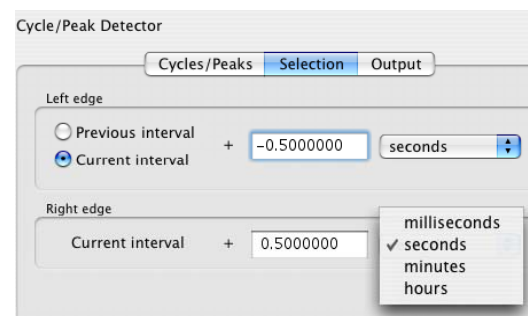 Cycle/Peak Detector
Cycles/Peaks Selection Output
Left edge
Previous interval
Current interval + -0.5000000 seconds
Right edge
Current interval + 0.5000000
milliseconds
✓ seconds
minutes
hours